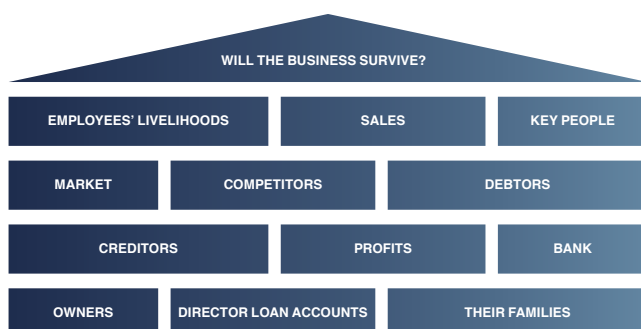 WILL THE BUSINESS SURVIVE?
EMPLOYEES’ LIVELIHOODS SALES KEY PEOPLE
MARKET COMPETITORS DEBTORS
CREDITORS PROFITS BANK
OWNERS DIRECTOR LOAN ACCOUNTS THEIR FAMILIES